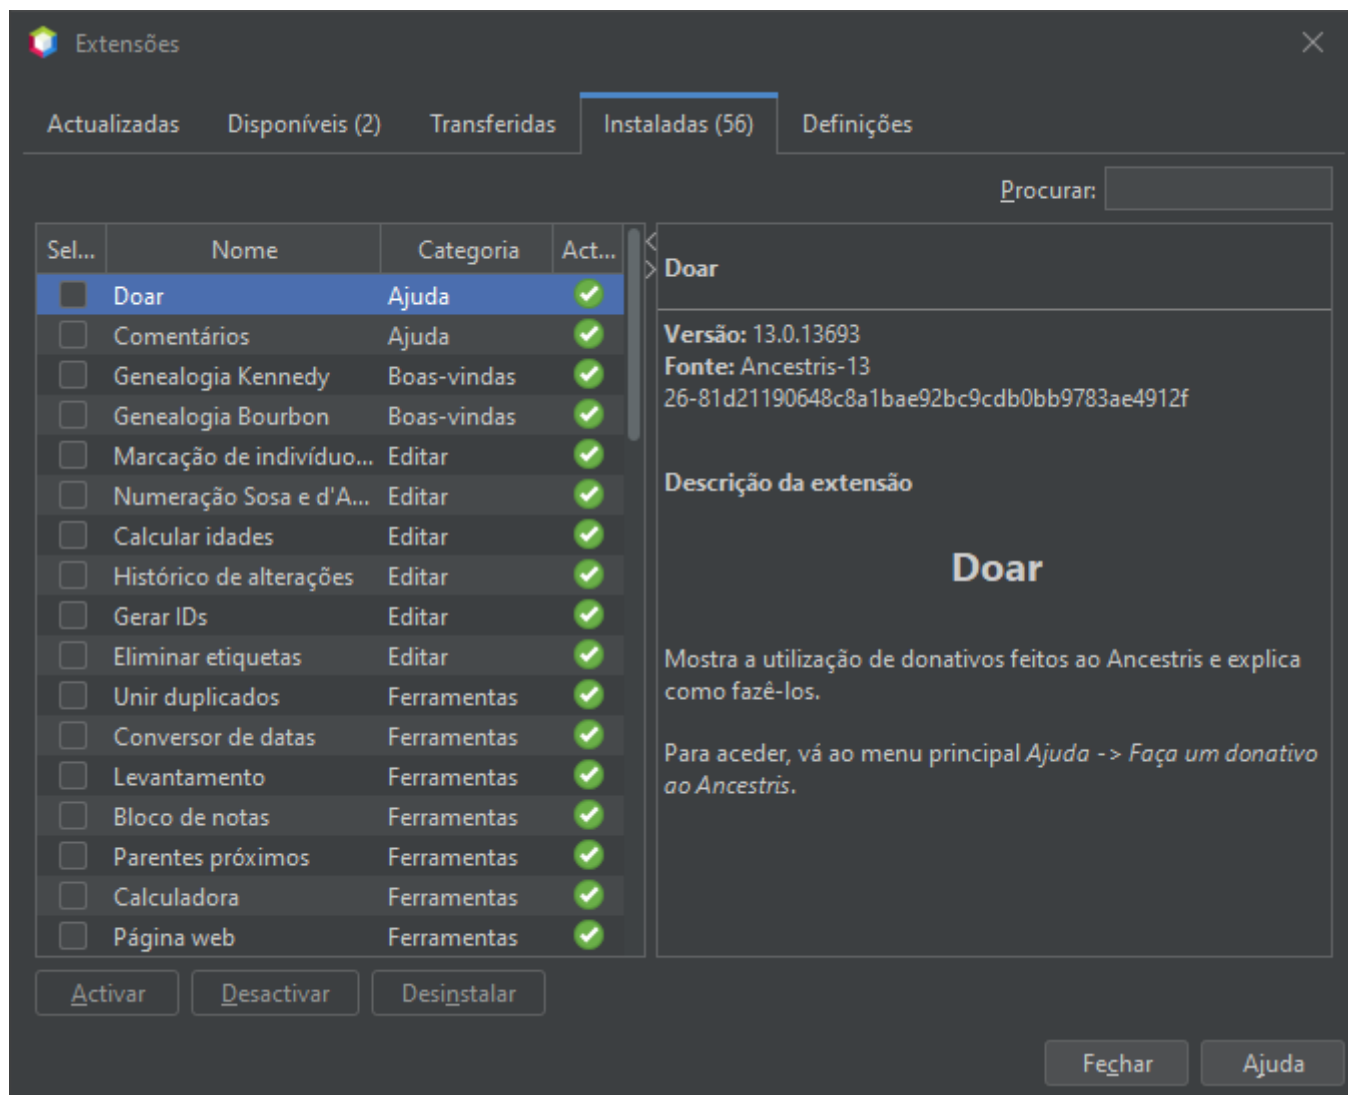 Extensões
Actualizadas Disponíveis (2) Transferidas Instaladas (56) Definições
Procurar:
Sel... Nome Categoria Act...
Doar Ajuda
Comentários Ajuda
Genealogia Kennedy Boas-vindas
Genealogia Bourbon Boas-vindas
Marcação de indivíduo... Editar
Numeração Sosa e d'A... Editar
Calcular idades Editar
Histórico de alterações Editar
Gerar IDs Editar
Eliminar etiquetas Editar
Unir duplicados Ferramentas
Conversor de datas Ferramentas
Levantamento Ferramentas
Bloco de notas Ferramentas
Parentes próximos Ferramentas
Calculadora Ferramentas
Página web Ferramentas
Doar
Versão: 13.0.13693
Fonte: Ancestris-13
26-81d21190648c8a1bae92bc9cdb0bb9783ae4912f
Descrição da extensão
Doar
Mostra a utilização de donativos feitos ao Ancestris e explica
como fazê-los.
Para aceder, vá ao menu principal Ajuda -> Faça um donativo
ao Ancestris.
Activar Desactivar Desinstalar
Fechar Ajuda